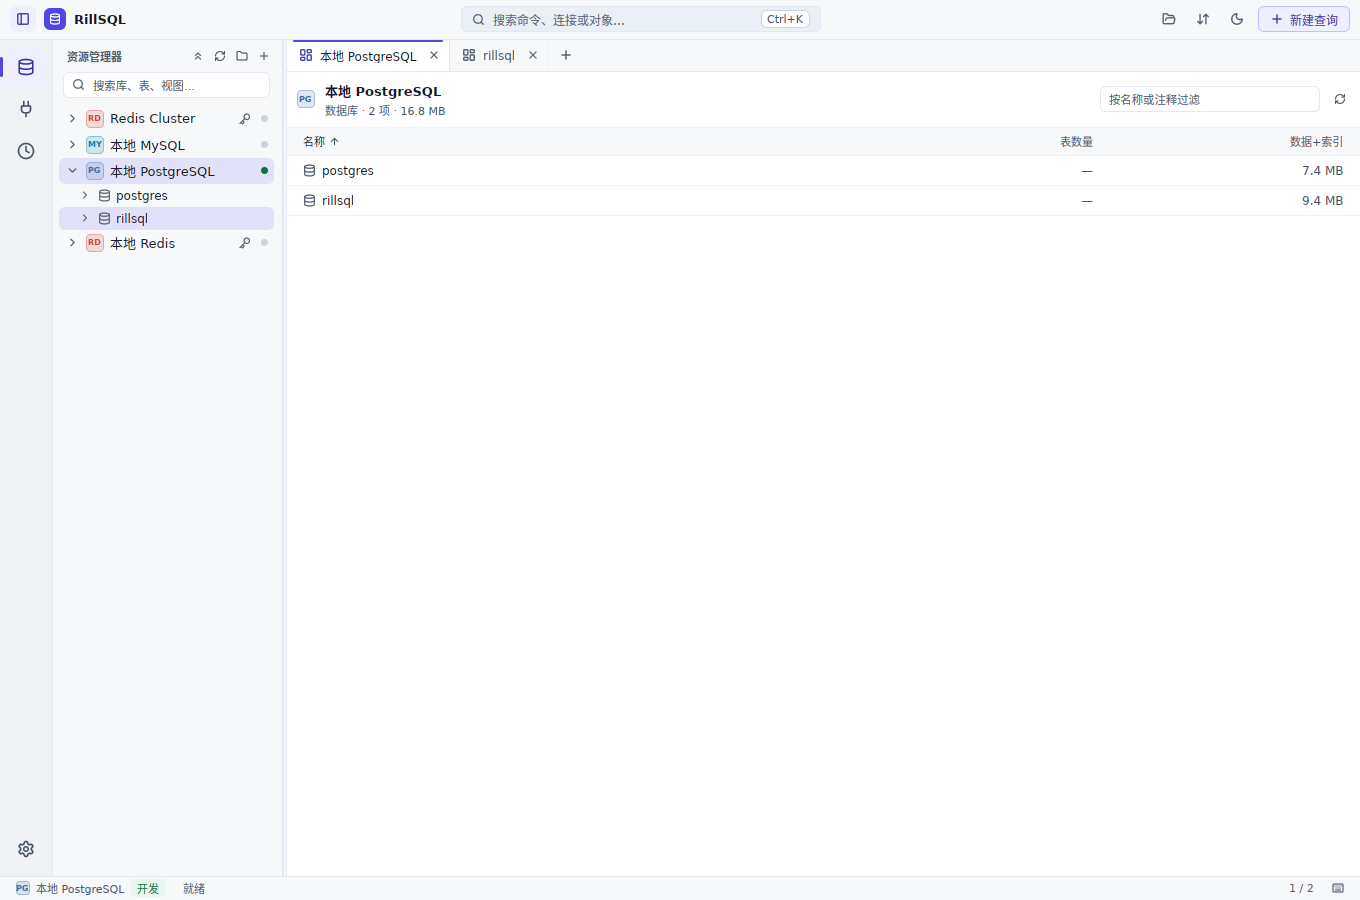 RillSQL
搜索命令、连接或对象...
Ctrl+K
新建查询
资源管理器
搜索库、表、视图...
RD Redis Cluster
MY 本地 MySQL
PG 本地 PostgreSQL
postgres
rillsql
RD 本地 Redis
本地 PostgreSQL
rillsql
PG
本地 PostgreSQL
数据库 · 2 项 · 16.8 MB
按名称或注释过滤
名称 表数量 数据+索引
postgres — 7.4 MB
rillsql — 9.4 MB
PG 本地 PostgreSQL 开发 就绪 1 / 2